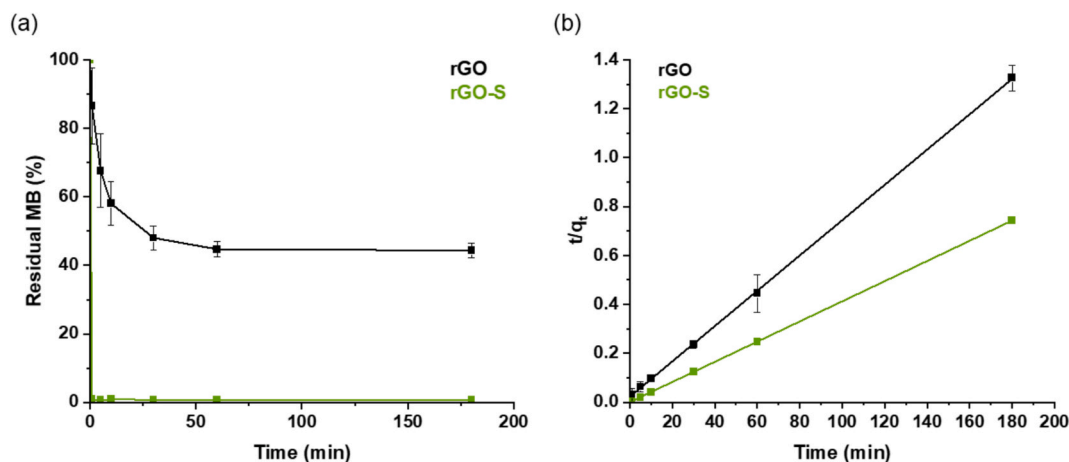 (a)
100
80
60
40
20
0
Residual MB (%)
rGO
rGO-S
0 50 100 150 200
Time (min)
(b)
1.4
1.2
1.0
0.8
0.6
0.4
0.2
0.0
t/qt
rGO
rGO-S
0 20 40 60 80 100 120 140 160 180 200
Time (min)